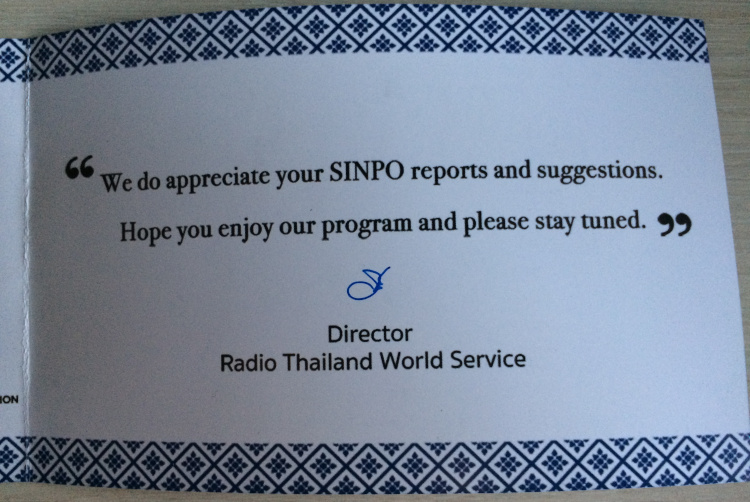 “ We do appreciate your SINPO reports and suggestions.
Hope you enjoy our program and please stay tuned. ”
Director
Radio Thailand World Service
ION